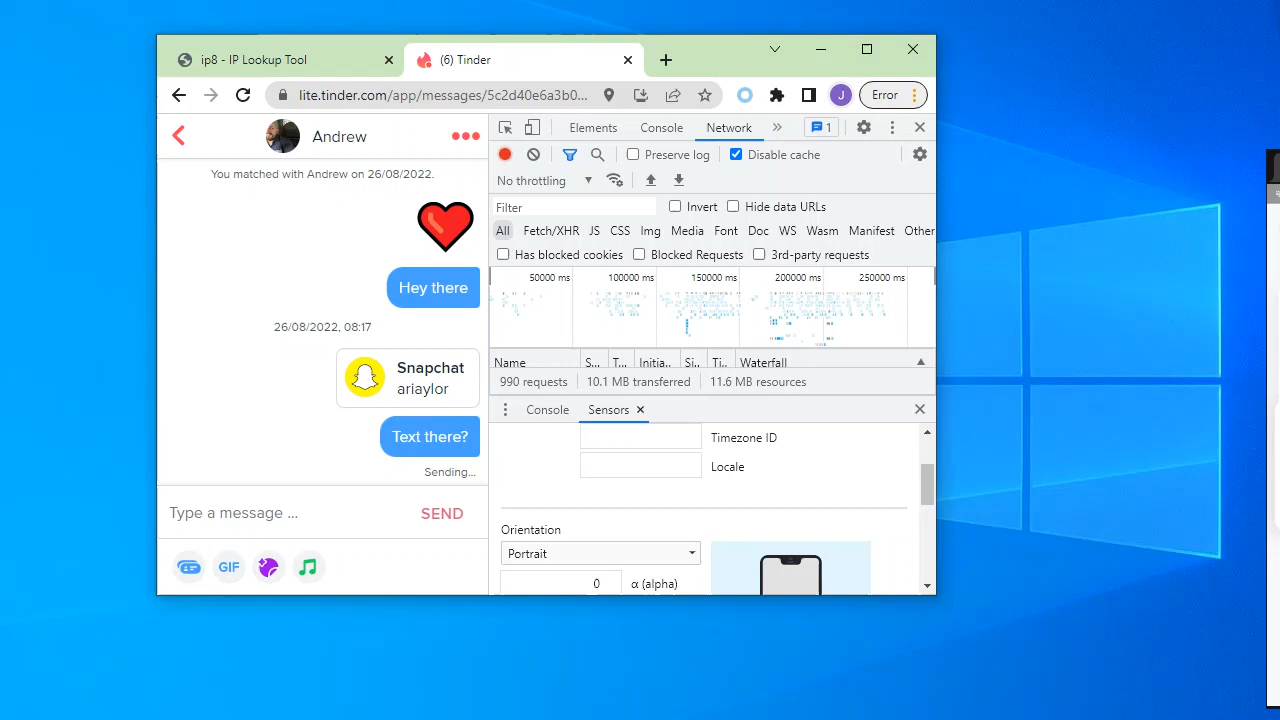 ip8 - IP Lookup Tool
(6) Tinder
lite.tinder.com/app/messages/5c2d40e6a3b0...
J
Error
Andrew
Elements Console Network » 1
You matched with Andrew on 26/08/2022.
Preserve log Disable cache
No throttling
Filter Invert Hide data URLs
All Fetch/XHR JS CSS Img Media Font Doc WS Wasm Manifest Other
Has blocked cookies Blocked Requests 3rd-party requests
50000 ms 100000 ms 150000 ms 200000 ms 250000 ms
Hey there
26/08/2022, 08:17
Snapchat
ariaylor
Name S... T... Initia... Si... Ti... Waterfall
990 requests 10.1 MB transferred 11.6 MB resources
Console Sensors
Text there?
Sending...
Timezone ID
Locale
Type a message ... SEND
Orientation
Portrait
GIF
0 α (alpha)